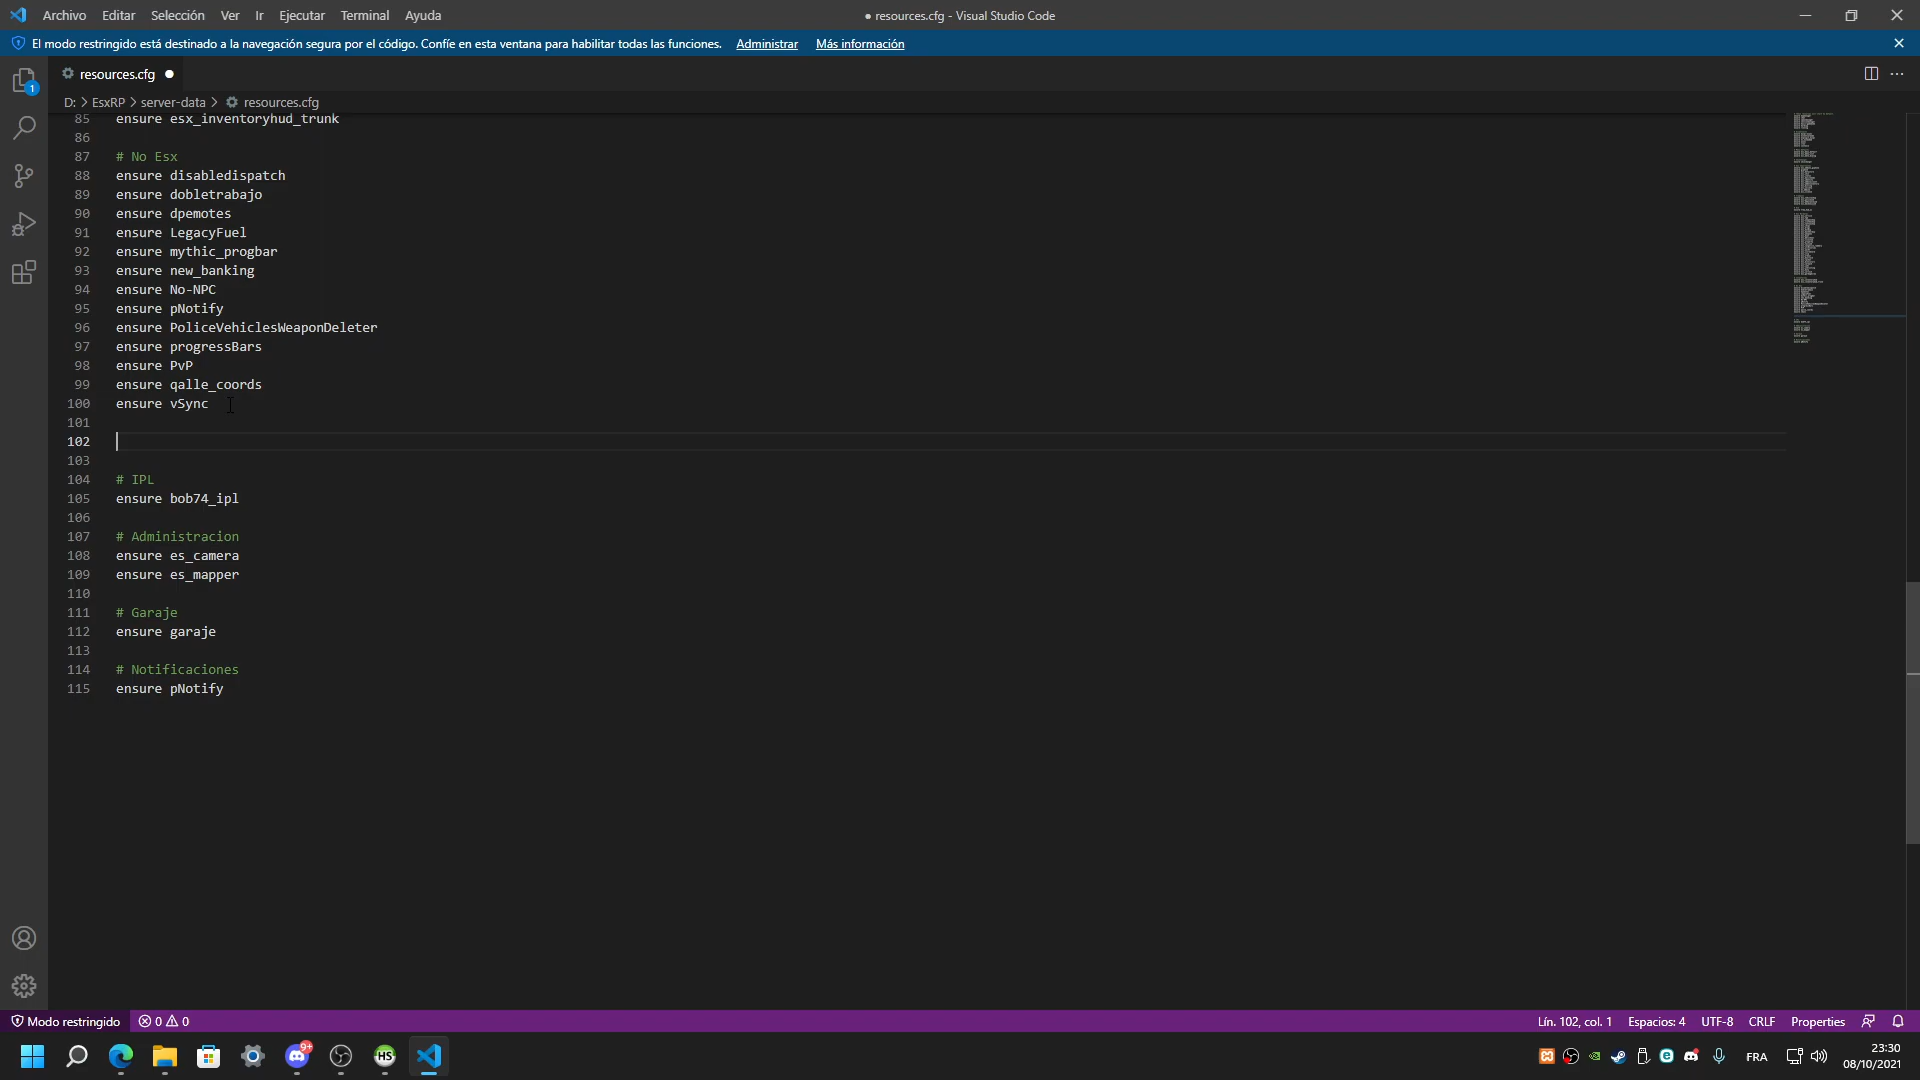 Archivo Editar Selección Ver Ir Ejecutar Terminal Ayuda
● resources.cfg - Visual Studio Code
El modo restringido está destinado a la navegación segura por el código. Confíe en esta ventana para habilitar todas las funciones. Administrar Más información
1
resources.cfg ●
D: > EsxRP > server-data > resources.cfg
85 ensure esx_inventoryhud_trunk
86
87 # No Esx
88 ensure disabledispatch
89 ensure dobletrabajo
90 ensure dpemotes
91 ensure LegacyFuel
92 ensure mythic_progbar
93 ensure new_banking
94 ensure No-NPC
95 ensure pNotify
96 ensure PoliceVehiclesWeaponDeleter
97 ensure progressBars
98 ensure PvP
99 ensure qalle_coords
100 ensure vSync
101
102
103
104 # IPL
105 ensure bob74_ipl
106
107 # Administracion
108 ensure es_camera
109 ensure es_mapper
110
111 # Garaje
112 ensure garaje
113
114 # Notificaciones
115 ensure pNotify
Modo restringido 0 0
Lín. 102, col. 1 Espacios: 4 UTF-8 CRLF Properties
9+
HS
FRA
23:30
08/10/2021